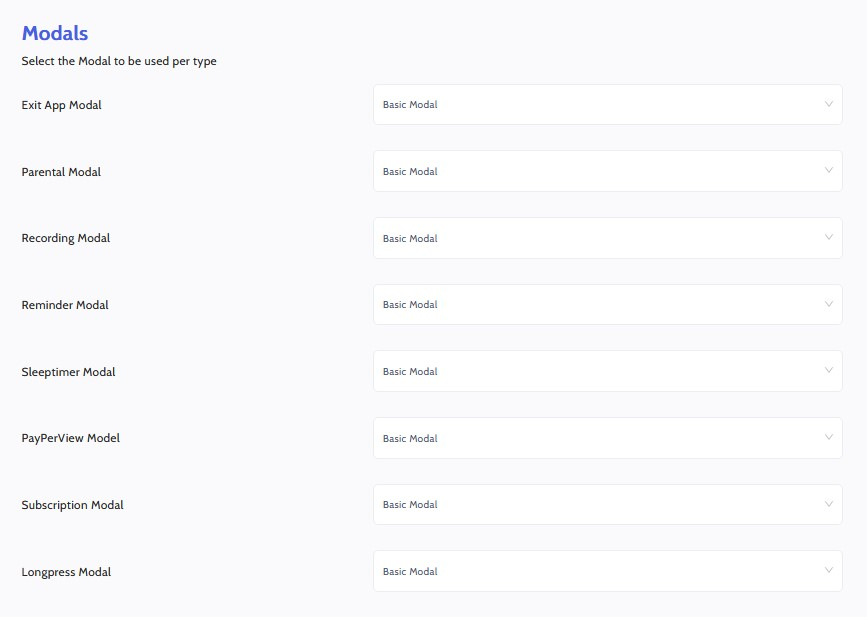 Modals
Select the Modal to be used per type
Exit App Modal Basic Modal
Parental Modal Basic Modal
Recording Modal Basic Modal
Reminder Modal Basic Modal
Sleeptimer Modal Basic Modal
PayPerView Model Basic Modal
Subscription Modal Basic Modal
Longpress Modal Basic Modal